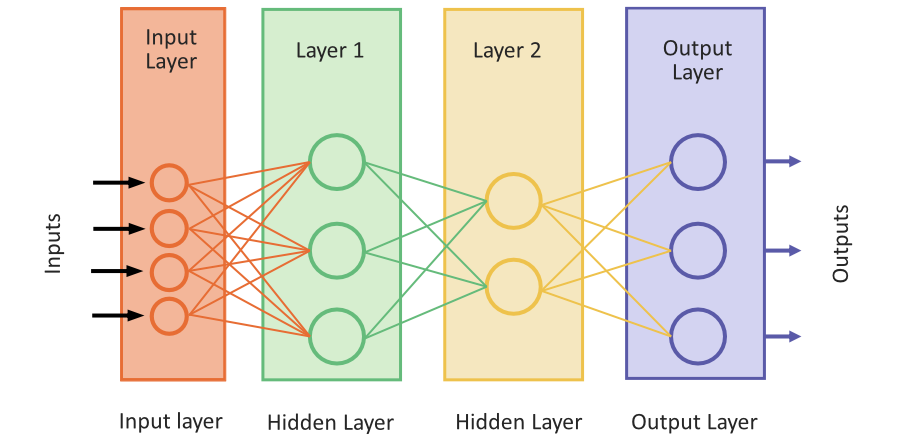 Input
Layer
Layer 1
Layer 2
Output
Layer
Inputs
Outputs
Input layer
Hidden Layer
Hidden Layer
Output Layer